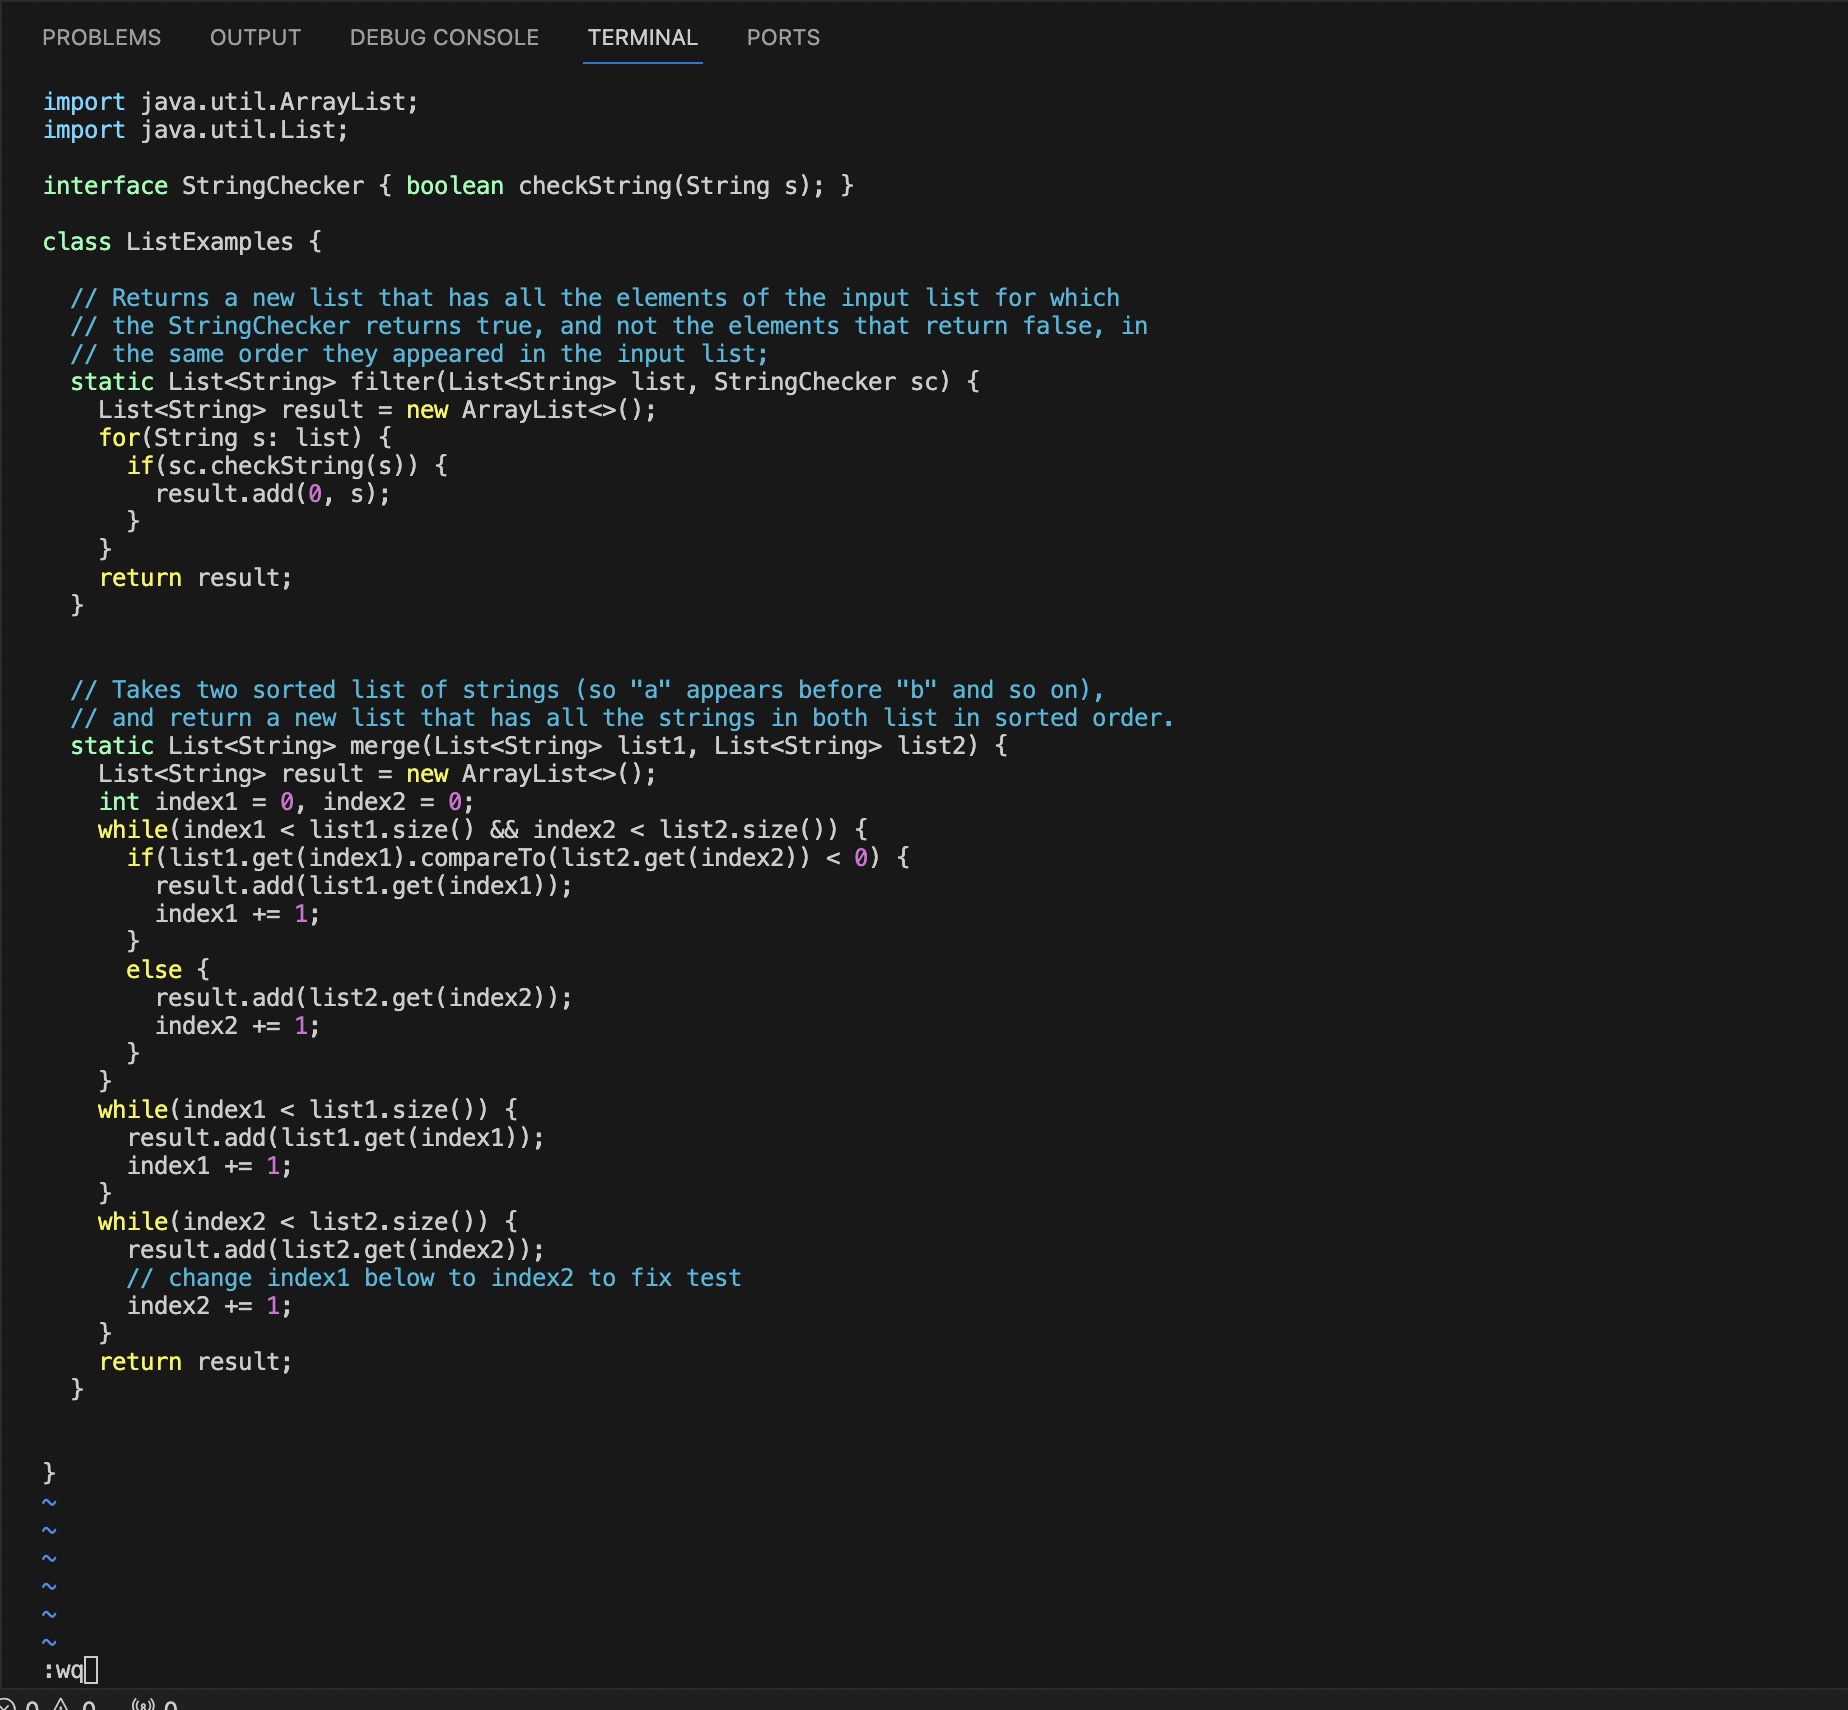 PROBLEMS OUTPUT DEBUG CONSOLE TERMINAL PORTS
import java.util.ArrayList;
import java.util.List;

interface StringChecker { boolean checkString(String s); }

class ListExamples {

  // Returns a new list that has all the elements of the input list for which
  // the StringChecker returns true, and not the elements that return false, in
  // the same order they appeared in the input list;
  static List<String> filter(List<String> list, StringChecker sc) {
    List<String> result = new ArrayList<>();
    for(String s: list) {
      if(sc.checkString(s)) {
        result.add(0, s);
      }
    }
    return result;
  }


  // Takes two sorted list of strings (so "a" appears before "b" and so on),
  // and return a new list that has all the strings in both list in sorted order.
  static List<String> merge(List<String> list1, List<String> list2) {
    List<String> result = new ArrayList<>();
    int index1 = 0, index2 = 0;
    while(index1 < list1.size() && index2 < list2.size()) {
      if(list1.get(index1).compareTo(list2.get(index2)) < 0) {
        result.add(list1.get(index1));
        index1 += 1;
      }
      else {
        result.add(list2.get(index2));
        index2 += 1;
      }
    }
    while(index1 < list1.size()) {
      result.add(list1.get(index1));
      index1 += 1;
    }
    while(index2 < list2.size()) {
      result.add(list2.get(index2));
      // change index1 below to index2 to fix test
      index2 += 1;
    }
    return result;
  }


}
~
~
~
~
~
~
:wq
0 0 0